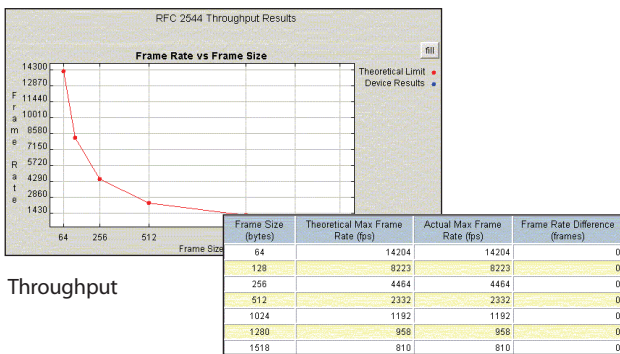 RFC 2544 Throughput Results
Frame Rate vs Frame Size
fill
Theoretical Limit
Device Results
Frame Rate
14300
12870
11440
10010
8580
7150
5720
4290
2860
1430
64 256 512
Frame Size
Throughput
Frame Size (bytes) Theoretical Max Frame Rate (fps) Actual Max Frame Rate (fps) Frame Rate Difference (frames)
64 14204 14204 0
128 8223 8223 0
256 4464 4464 0
512 2332 2332 0
1024 1192 1192 0
1280 958 958 0
1518 810 810 0